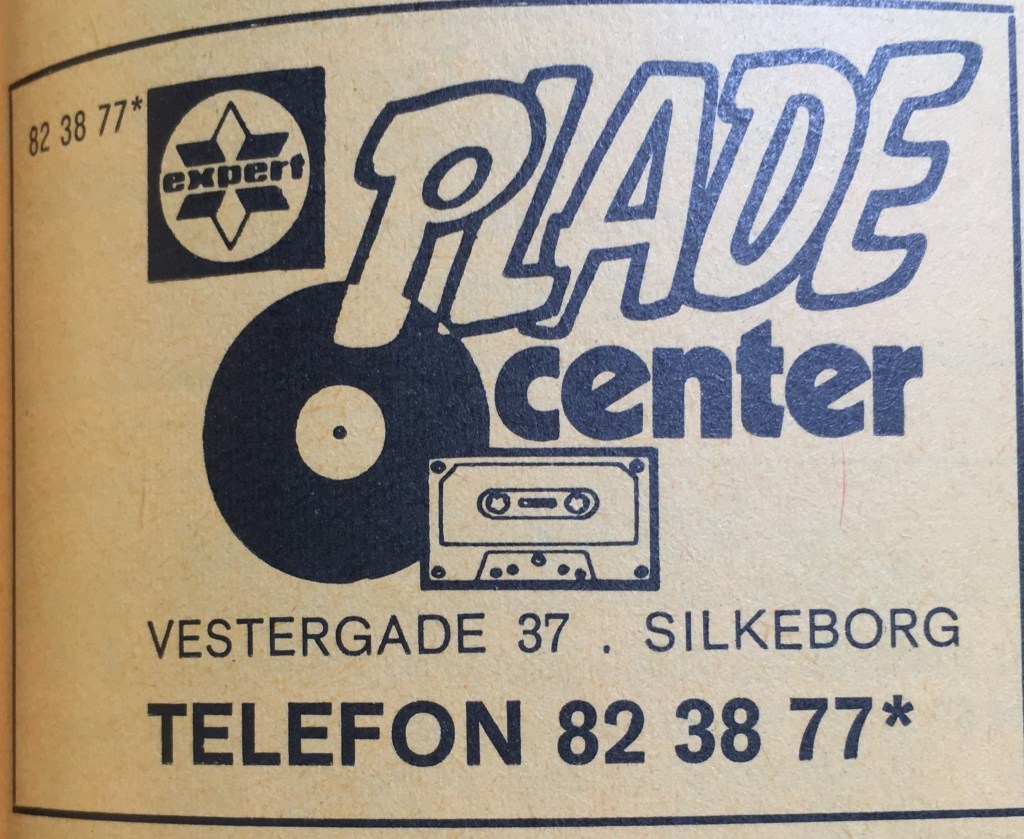 82 38 77*
expert
PLADE
center
VESTERGADE 37 . SILKEBORG
TELEFON 82 38 77*